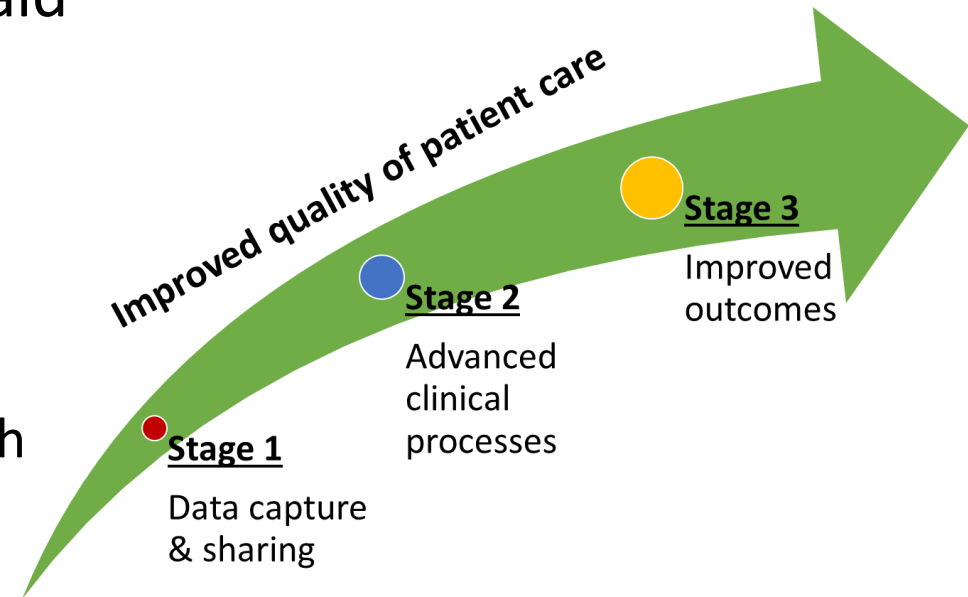 Improved quality of patient care
Stage 3
Improved
outcomes
Stage 2
Advanced
clinical
processes
Stage 1
Data capture
& sharing